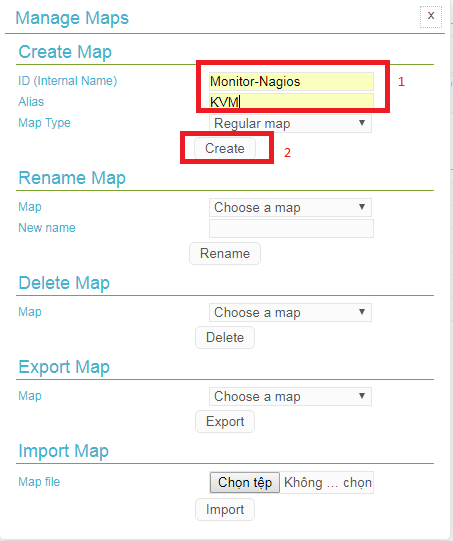 Manage Maps
x
Create Map
ID (Internal Name) Monitor-Nagios 1
Alias KVM
Map Type Regular map
Create 2
Rename Map
Map Choose a map
New name
Rename
Delete Map
Map Choose a map
Delete
Export Map
Map Choose a map
Export
Import Map
Map file Chọn tệp Không ... chọn
Import